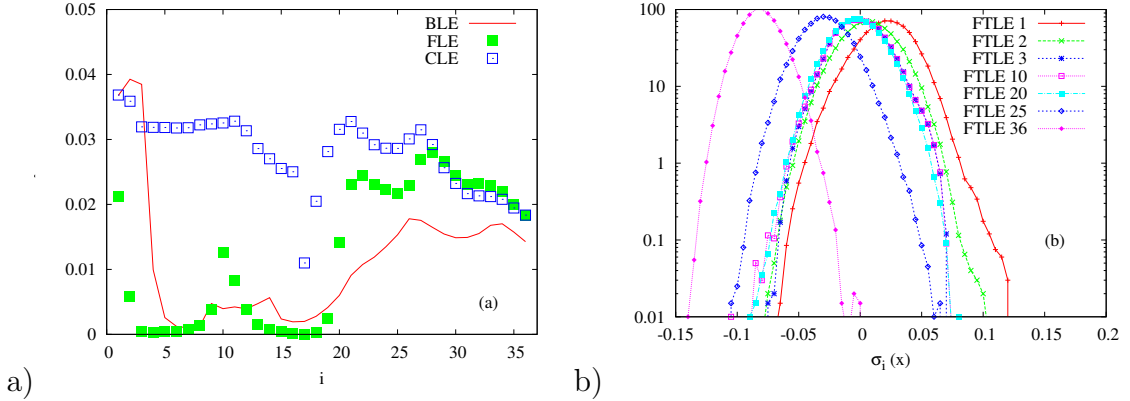 BLE
FLE
CLE
0.05
0.04
0.03
0.02
0.01
0
0 5 10 15 20 25 30 35
i
(a)
a)
FTLE 1
FTLE 2
FTLE 3
FTLE 10
FTLE 20
FTLE 25
FTLE 36
100
10
1
0.1
0.01
-0.15 -0.1 -0.05 0 0.05 0.1 0.15 0.2
σi (x)
(b)
b)